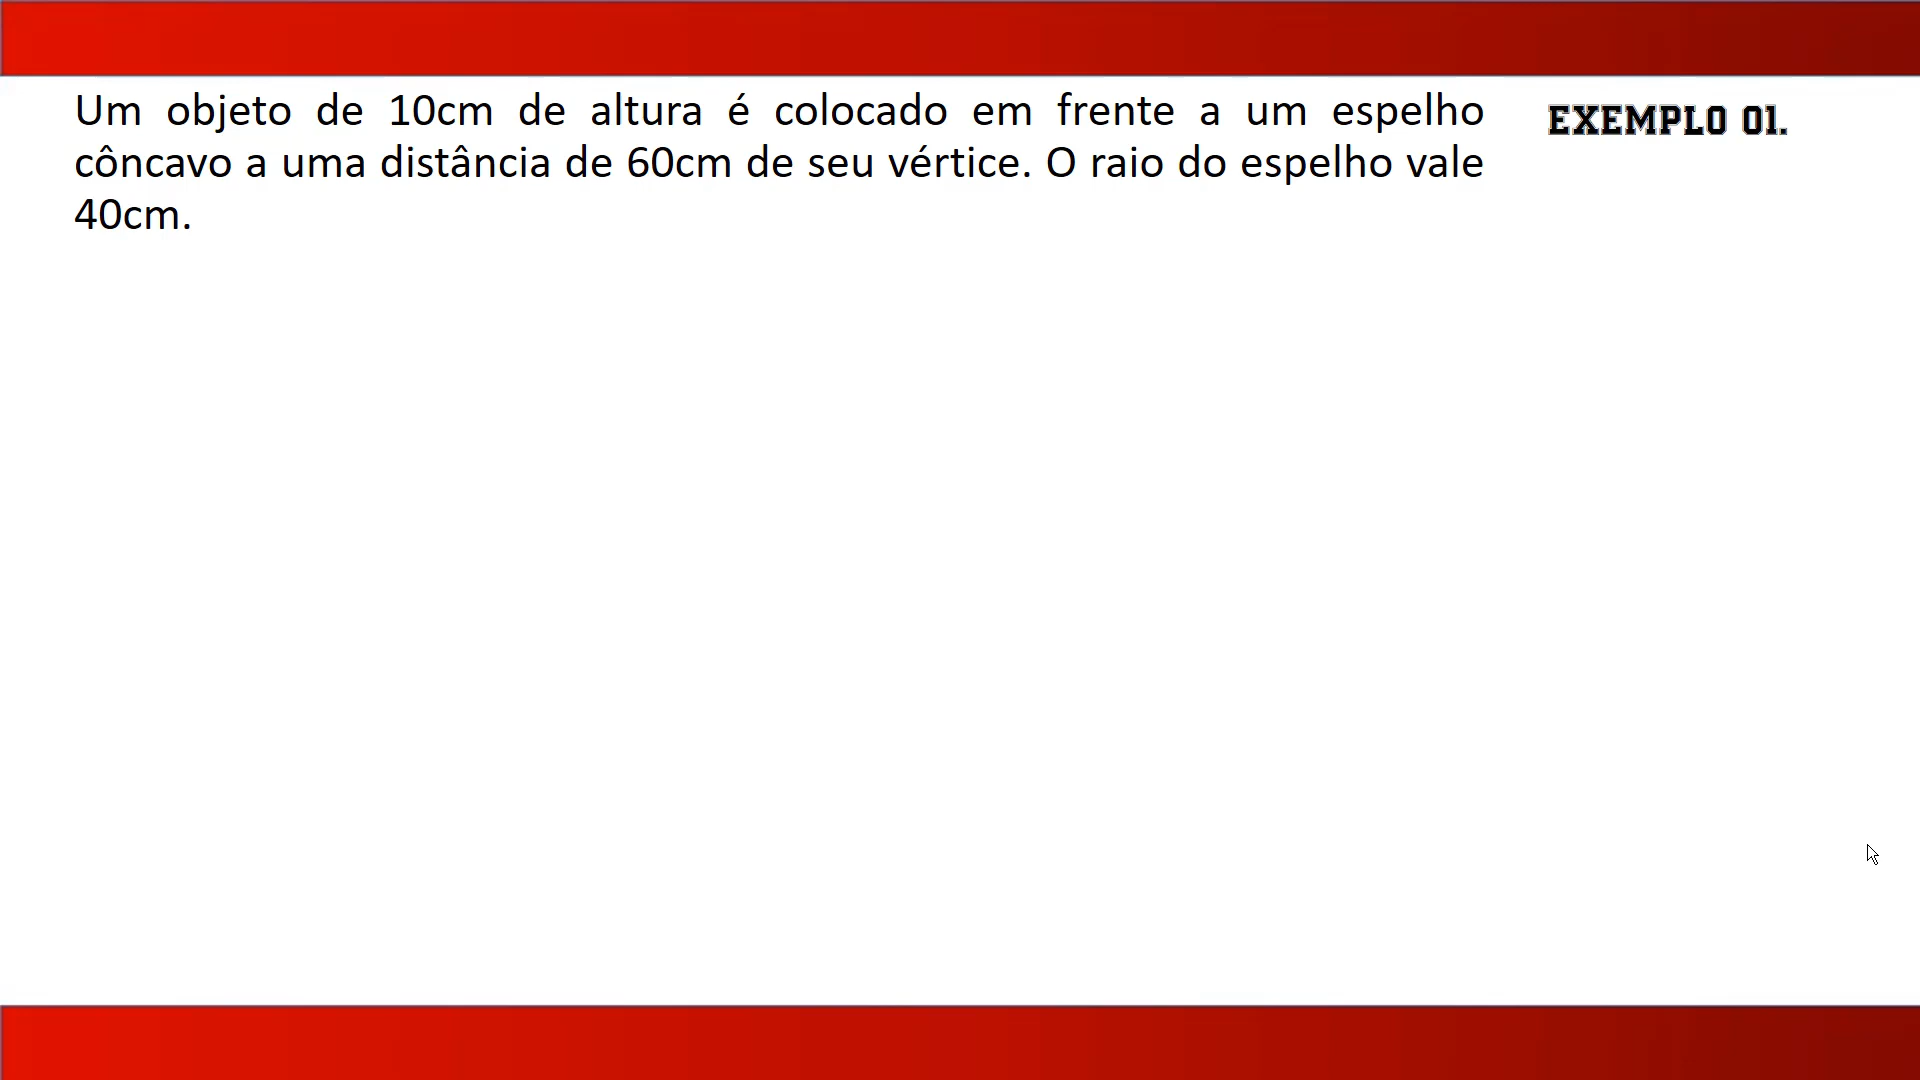 Um objeto de 10cm de altura é colocado em frente a um espelho
côncavo a uma distância de 60cm de seu vértice. O raio do espelho vale
40cm.
EXEMPLO 01.